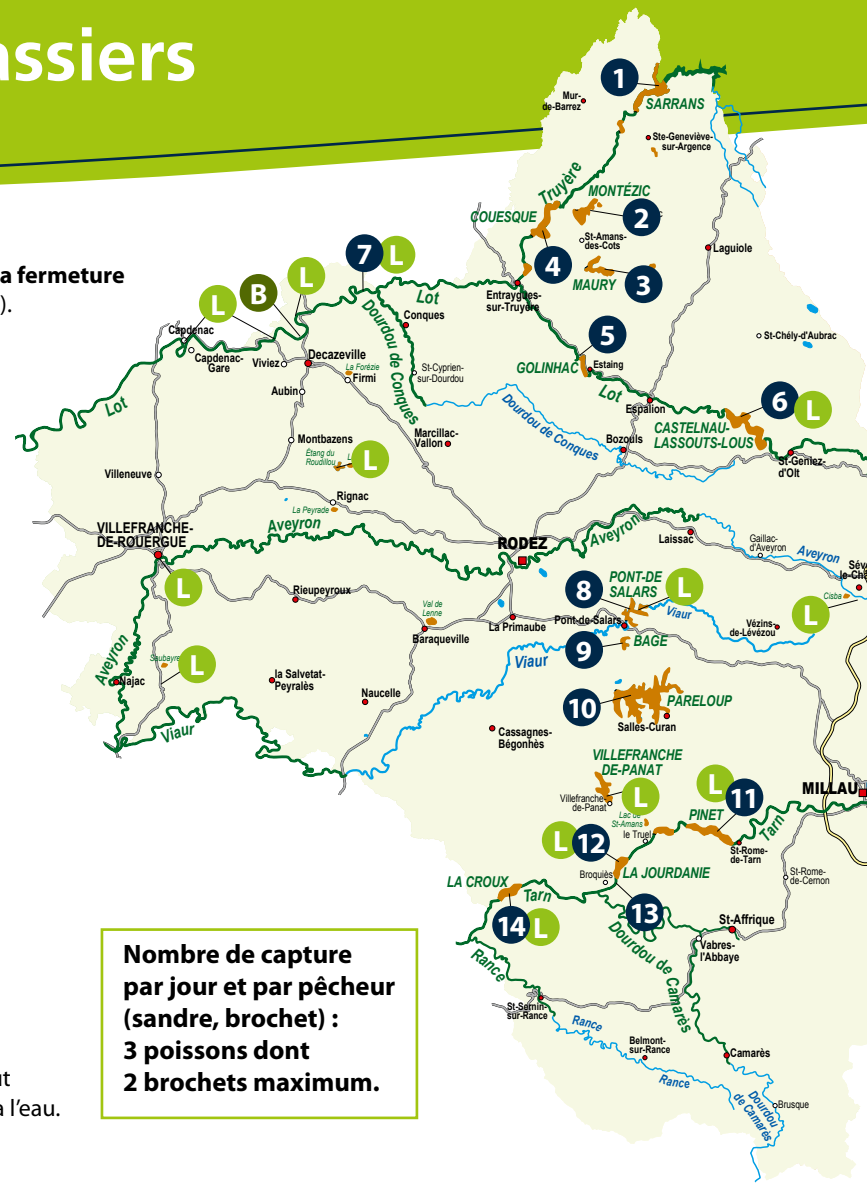 assiers
a fermeture
).
1
SARRANS
Mur-
de-Barrez
Ste-Geneviève-
sur-Argence
Truyère
MONTÉZIC
2
COUESQUE
St-Amans-
des-Cots
4
MAURY
3
Laguiole
7
L
L
B
L
Lot
Entraygues-
sur-Truyère
Conques
Dourdou de Conques
Capdenac
Capdenac-
Gare
Viviez
Decazeville
La Forézie
Firmi
Aubin
St-Cyprien-
sur-Dourdou
5
GOLINHAC
Estaing
Lot
Espalion
St-Chély-d'Aubrac
6
L
CASTELNAU-
LASSOUTS-LOUS
St-Geniez-
d'Olt
Lot
Dourdou de Conques
Bozouls
Marcillac-
Vallon
Montbazens
Étang du
Roudillou
L
Villeneuve
La Peyrade
Rignac
VILLEFRANCHE-
DE-ROUERGUE
Aveyron
RODEZ
Aveyron
Laissac
Gaillac-
d'Aveyron
Aveyron
Cisba
L
L
Rieupeyroux
Val de
Lenne
Baraqueville
La Primaube
8
PONT-DE
SALARS
L
Pont-de-Salars
Viaur
Vézins-
de-Lévézou
9
BAGE
Aveyron
L
Najac
la Salvetat-
Peyralès
Naucelle
Viaur
Viaur
10
PARELOUP
Salles-Curan
Cassagnes-
Bégonhès
VILLEFRANCHE
DE-PANAT
Villefranche-
de-Panat
L
St-Amans
le Truel
L
11
PINET
MILLAU
Tarn
St-Rome-
de-Tarn
L
12
Broquiès
LA JOURDANIE
St-Rome-
de-Cernon
LA CROUX
Tarn
13
14
L
Dourdou de Camarès
St-Affrique
Vabres-
l'Abbaye
Rance
St-Sernin-
sur-Rance
Rance
Belmont-
sur-Rance
Rance
Camarès
Dourdou
de Camarès
Brusque
Nombre de capture
par jour et par pêcheur
(sandre, brochet) :
3 poissons dont
2 brochets maximum.
l'eau.